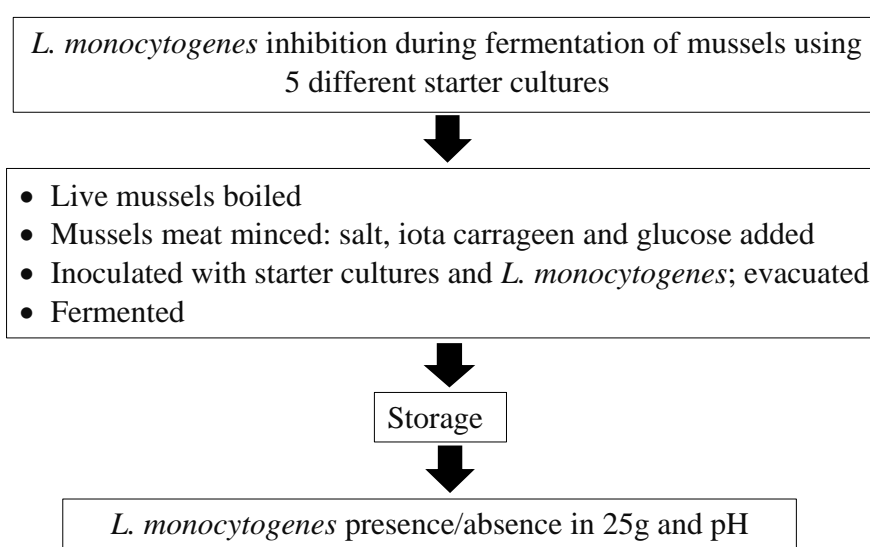 L. monocytogenes inhibition during fermentation of mussels using
5 different starter cultures
• Live mussels boiled
• Mussels meat minced: salt, iota carrageen and glucose added
• Inoculated with starter cultures and L. monocytogenes; evacuated
• Fermented
Storage
L. monocytogenes presence/absence in 25g and pH